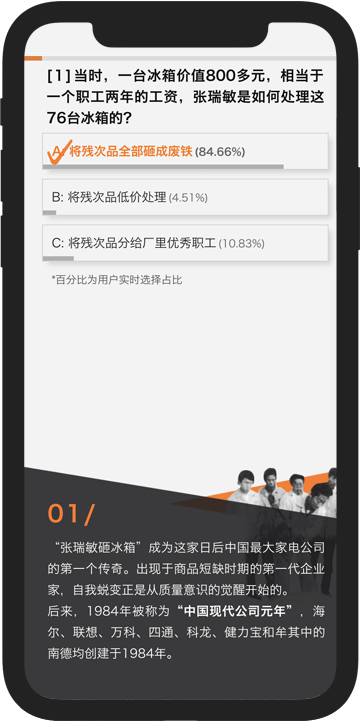 [1]当时，一台冰箱价值800多元，相当于
一个职工两年的工资，张瑞敏是如何处理这
76台冰箱的?
A: 将残次品全部砸成废铁 (84.66%)
B: 将残次品低价处理 (4.51%)
C: 将残次品分给厂里优秀职工 (10.83%)
*百分比为用户实时选择占比
01/
“张瑞敏砸冰箱”成为这家日后中国最大家电公司
的第一个传奇。出现于商品短缺时期的第一代企业
家，自我蜕变正是从质量意识的觉醒开始的。
后来，1984年被称为“中国现代公司元年”，海
尔、联想、万科、四通、科龙、健力宝和牟其中的
南德均创建于1984年。